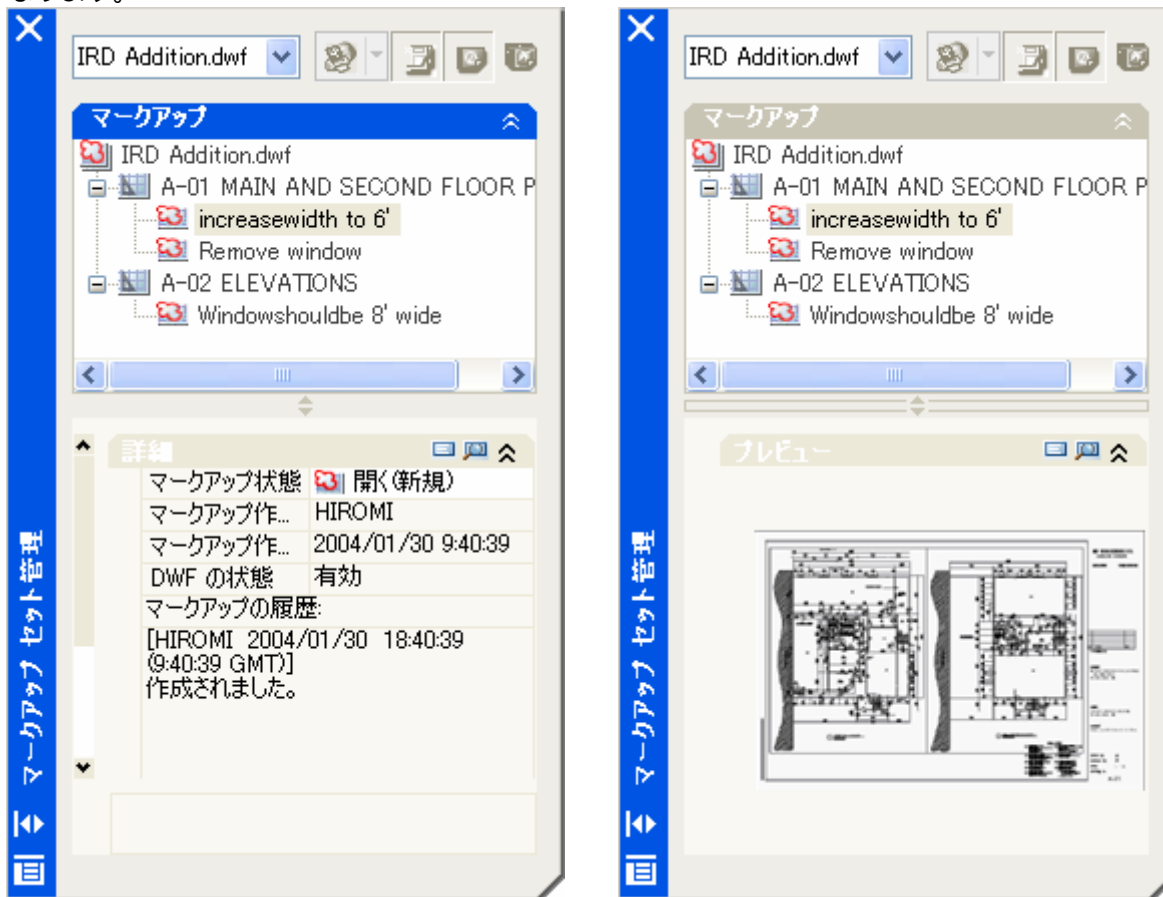 なります。
IRD Addition.dwf
マークアップ
IRD Addition.dwf
A-01 MAIN AND SECOND FLOOR P
increasewidth to 6'
Remove window
A-02 ELEVATIONS
Windowshouldbe 8' wide
詳細
マークアップ状態 開く(新規)
マークアップ作... HIROMI
マークアップ作... 2004/01/30 9:40:39
DWF の状態 有効
マークアップの履歴:
[HIROMI 2004/01/30 18:40:39
(9:40:39 GMT)]
作成されました。
マークアップ セット管理
IRD Addition.dwf
マークアップ
IRD Addition.dwf
A-01 MAIN AND SECOND FLOOR P
increasewidth to 6'
Remove window
A-02 ELEVATIONS
Windowshouldbe 8' wide
プレビュー
マークアップ セット管理